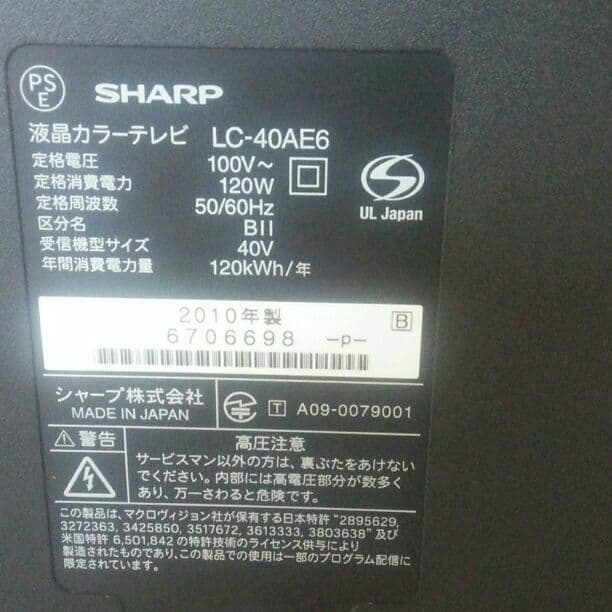 PS
E
SHARP
液晶カラーテレビ LC-40AE6
定格電圧 100V～
定格消費電力 120W
定格周波数 50/60Hz
区分名 BII
受信機型サイズ 40V
年間消費電力量 120kWh/年
UL Japan
2010年製 B
6706698 -p-
シャープ株式会社
MADE IN JAPAN
T A09-0079001
警告 高圧注意
サービスマン以外の方は、裏ぶたをあけない
でください。内部には高電圧部分が数多く
あり、万一さわると危険です。
この製品は、マクロヴィジョン社が保有する日本特許"2895629,
3272363, 3425850, 3517672, 3613333, 3803638"及び
米国特許 6,501,842 の特許技術のライセンス供与により
製造されたものであり、この製品での使用は一部のプログラム配信に
限定されています。